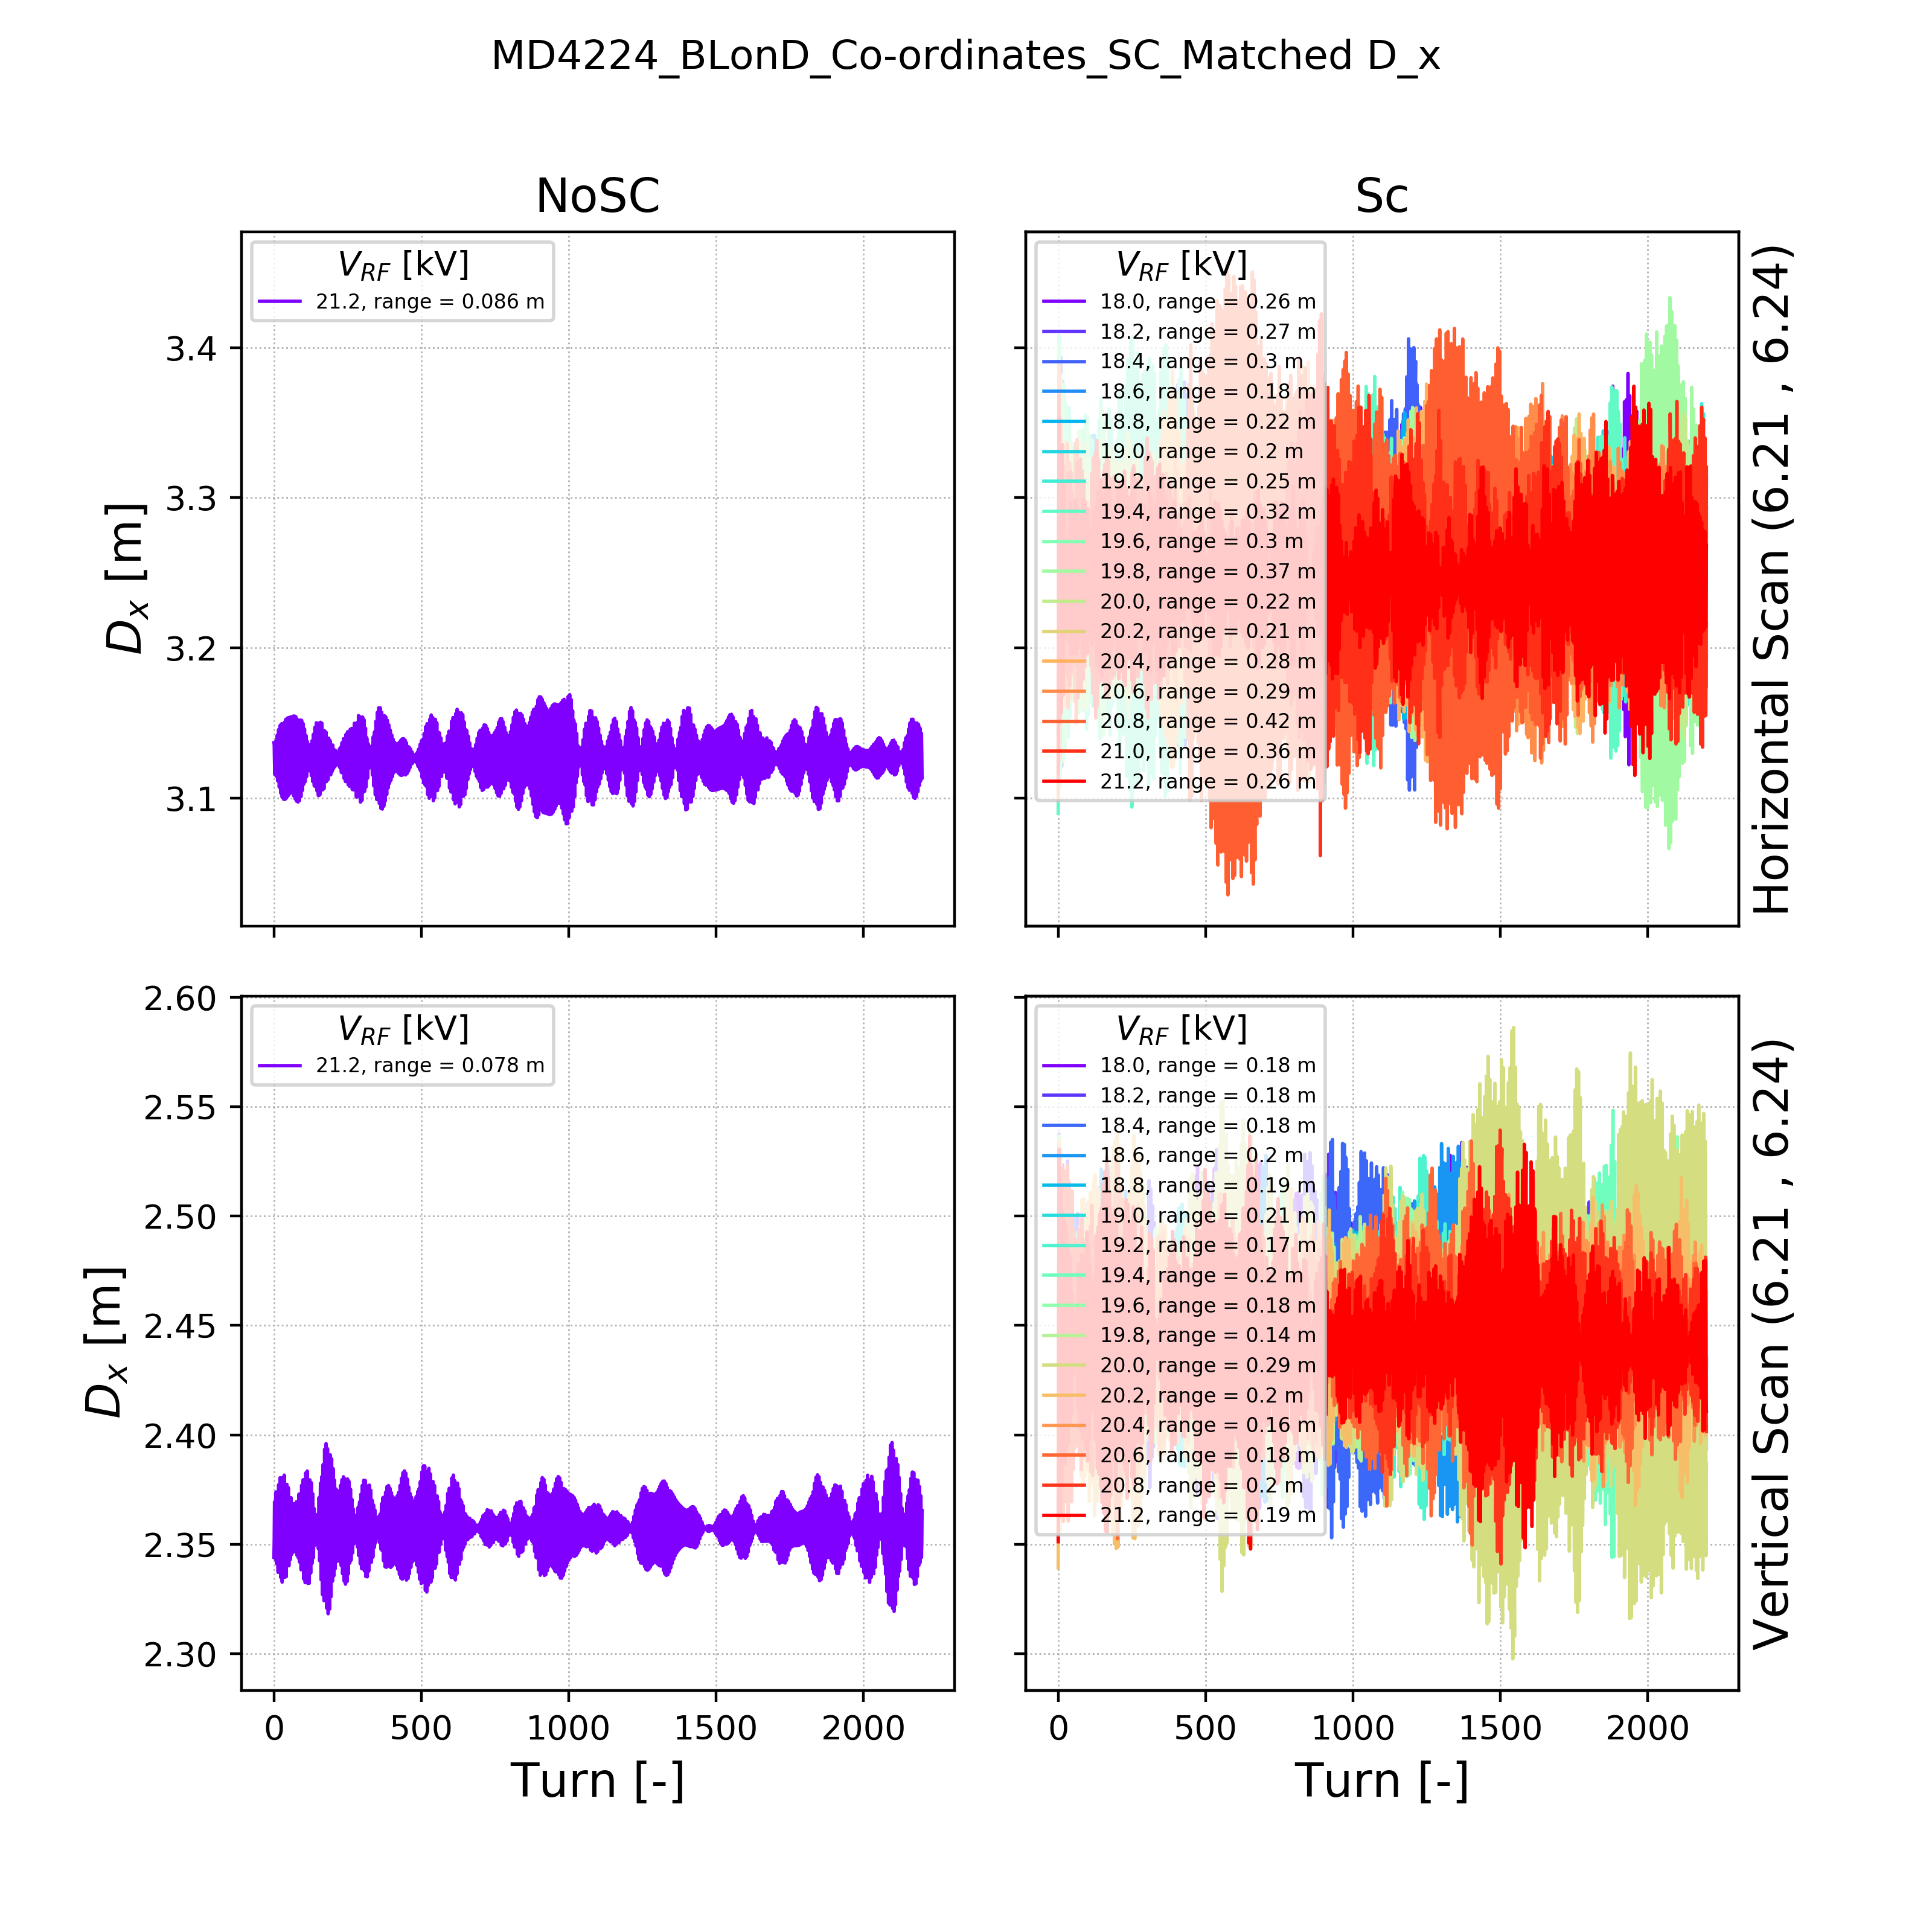 MD4224_BLonD_Co-ordinates_SC_Matched D_x
NoSC
Sc
D_x [m]
3.4
3.3
3.2
3.1
V_RF [kV]
21.2, range = 0.086 m
V_RF [kV]
18.0, range = 0.26 m
18.2, range = 0.27 m
18.4, range = 0.3 m
18.6, range = 0.18 m
18.8, range = 0.22 m
19.0, range = 0.2 m
19.2, range = 0.25 m
19.4, range = 0.32 m
19.6, range = 0.3 m
19.8, range = 0.37 m
20.0, range = 0.22 m
20.2, range = 0.21 m
20.4, range = 0.28 m
20.6, range = 0.29 m
20.8, range = 0.42 m
21.0, range = 0.36 m
21.2, range = 0.26 m
Horizontal Scan (6.21 , 6.24)
D_x [m]
2.60
2.55
2.50
2.45
2.40
2.35
2.30
V_RF [kV]
21.2, range = 0.078 m
V_RF [kV]
18.0, range = 0.18 m
18.2, range = 0.18 m
18.4, range = 0.18 m
18.6, range = 0.2 m
18.8, range = 0.19 m
19.0, range = 0.21 m
19.2, range = 0.17 m
19.4, range = 0.2 m
19.6, range = 0.18 m
19.8, range = 0.14 m
20.0, range = 0.29 m
20.2, range = 0.2 m
20.4, range = 0.16 m
20.6, range = 0.18 m
20.8, range = 0.2 m
21.2, range = 0.19 m
Vertical Scan (6.21 , 6.24)
0 500 1000 1500 2000
Turn [-]
0 500 1000 1500 2000
Turn [-]